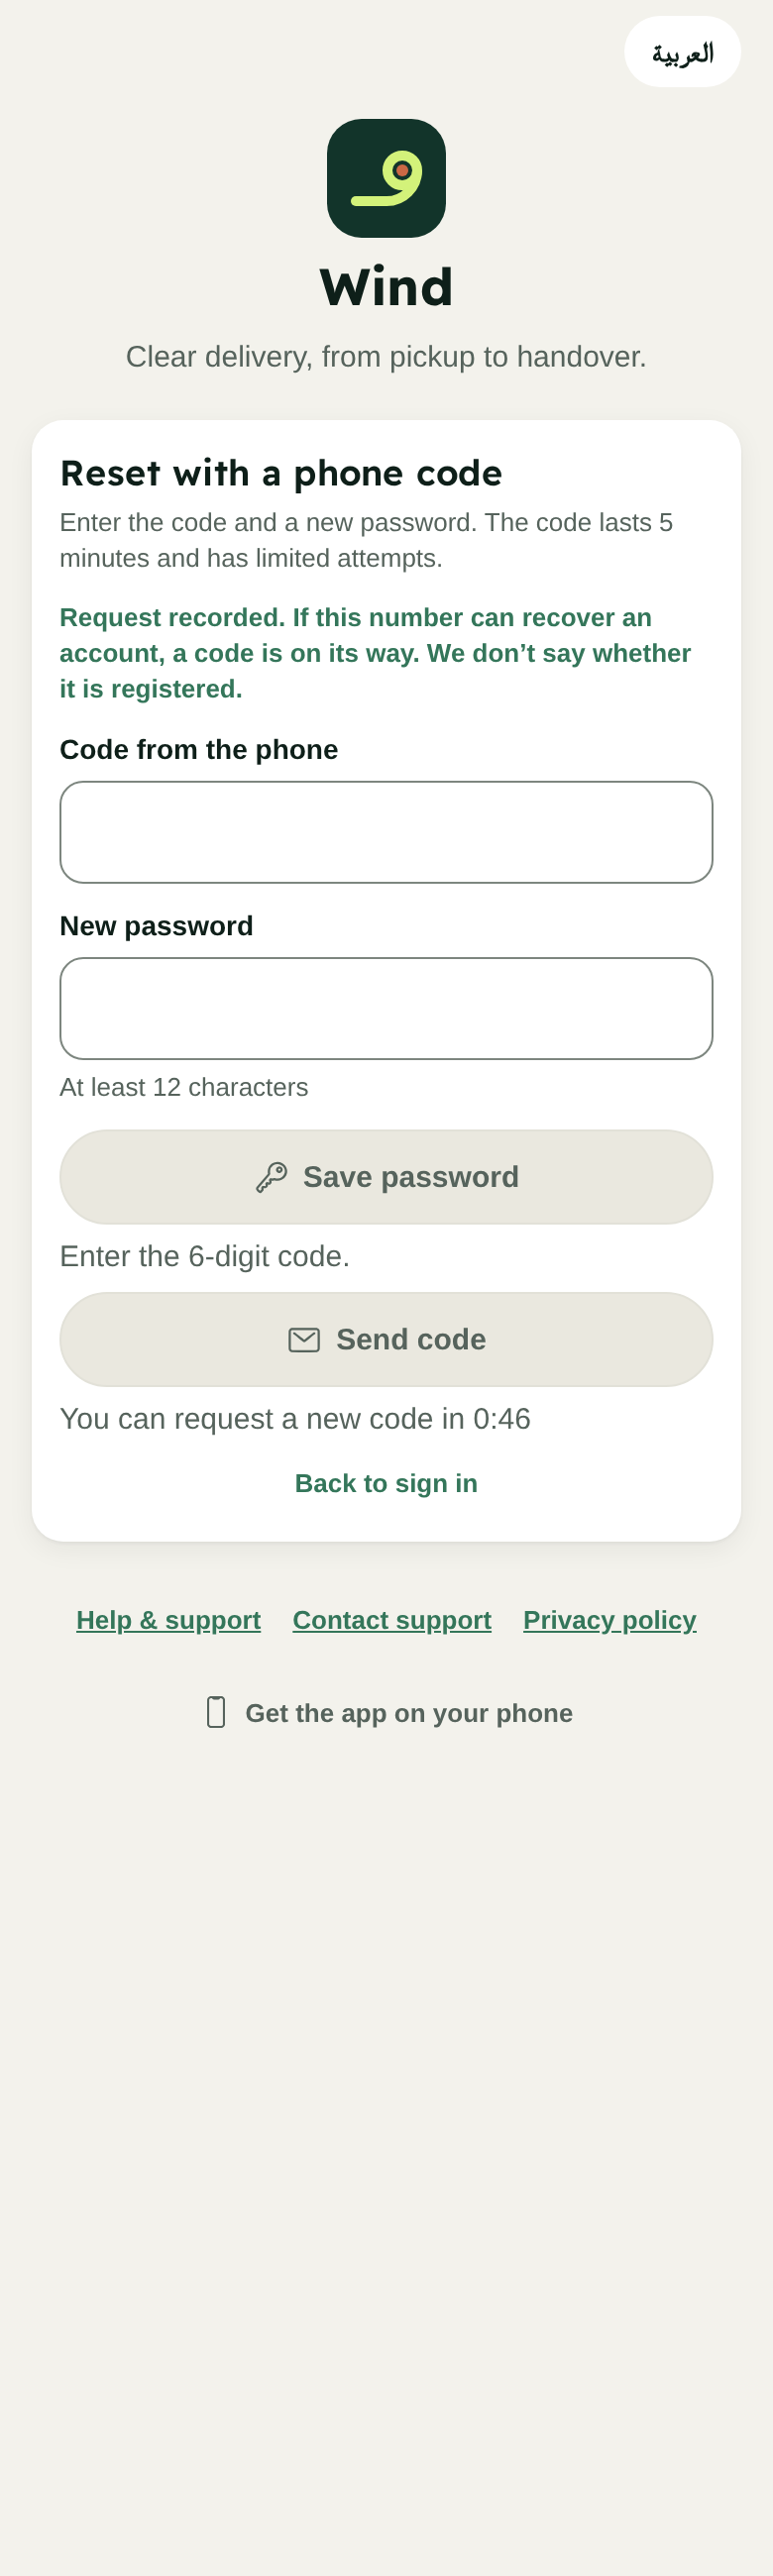 العربية
Wind
Clear delivery, from pickup to handover.
Reset with a phone code
Enter the code and a new password. The code lasts 5
minutes and has limited attempts.
Request recorded. If this number can recover an
account, a code is on its way. We don’t say whether
it is registered.
Code from the phone
New password
At least 12 characters
Save password
Enter the 6-digit code.
Send code
You can request a new code in 0:46
Back to sign in
Help & support Contact support Privacy policy
Get the app on your phone